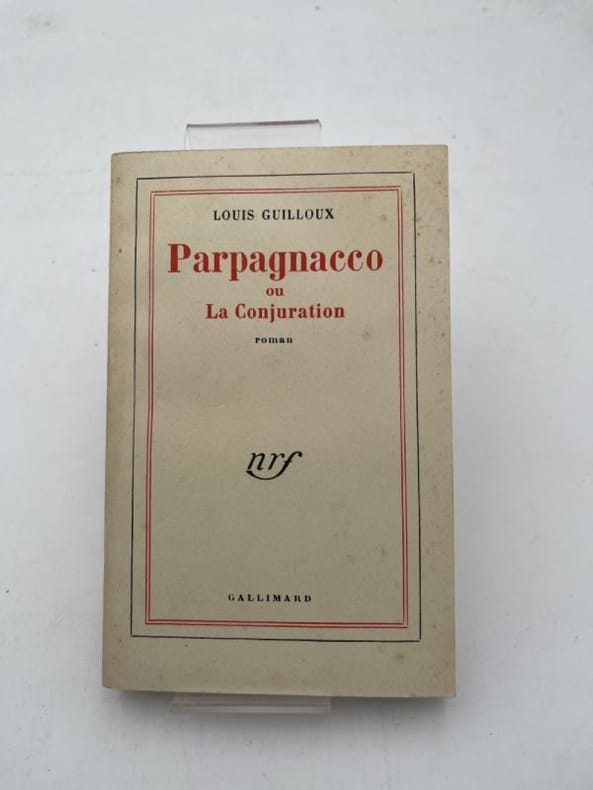 LOUIS GUILLOUX
Parpagnacco
ou
La Conjuration
roman
nrf
GALLIMARD